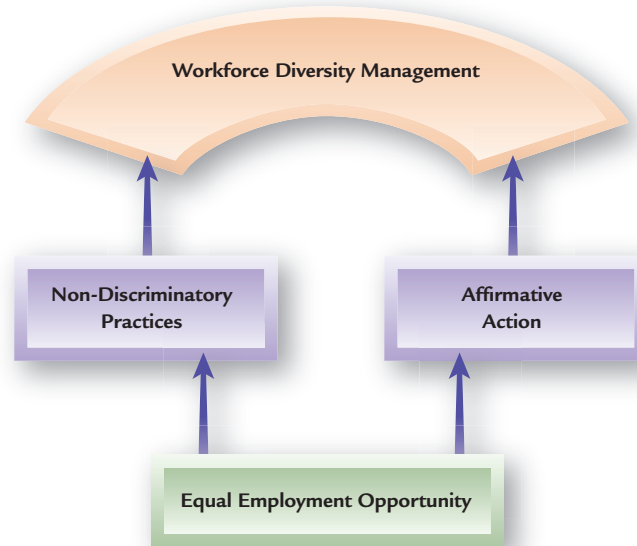 Workforce Diversity Management
Non-Discriminatory
Practices
Affirmative
Action
Equal Employment Opportunity